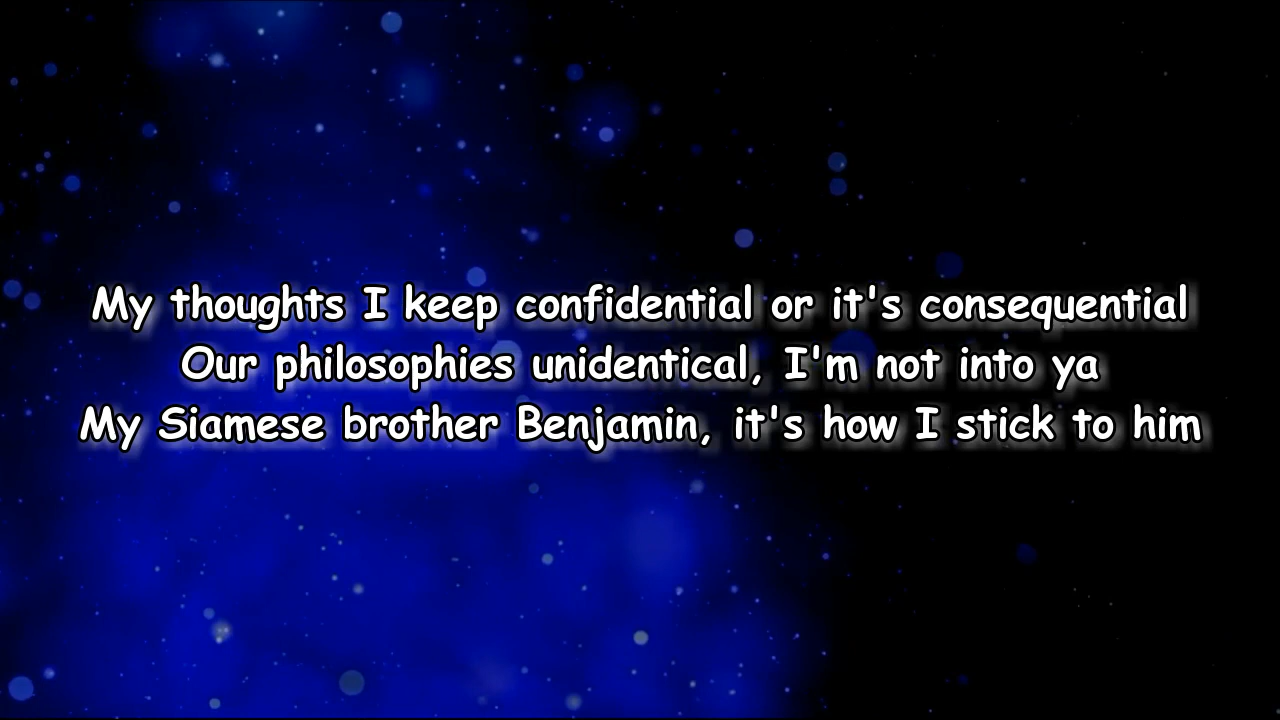 My thoughts I keep confidential or it's consequential
Our philosophies unidentical, I'm not into ya
My Siamese brother Benjamin, it's how I stick to him